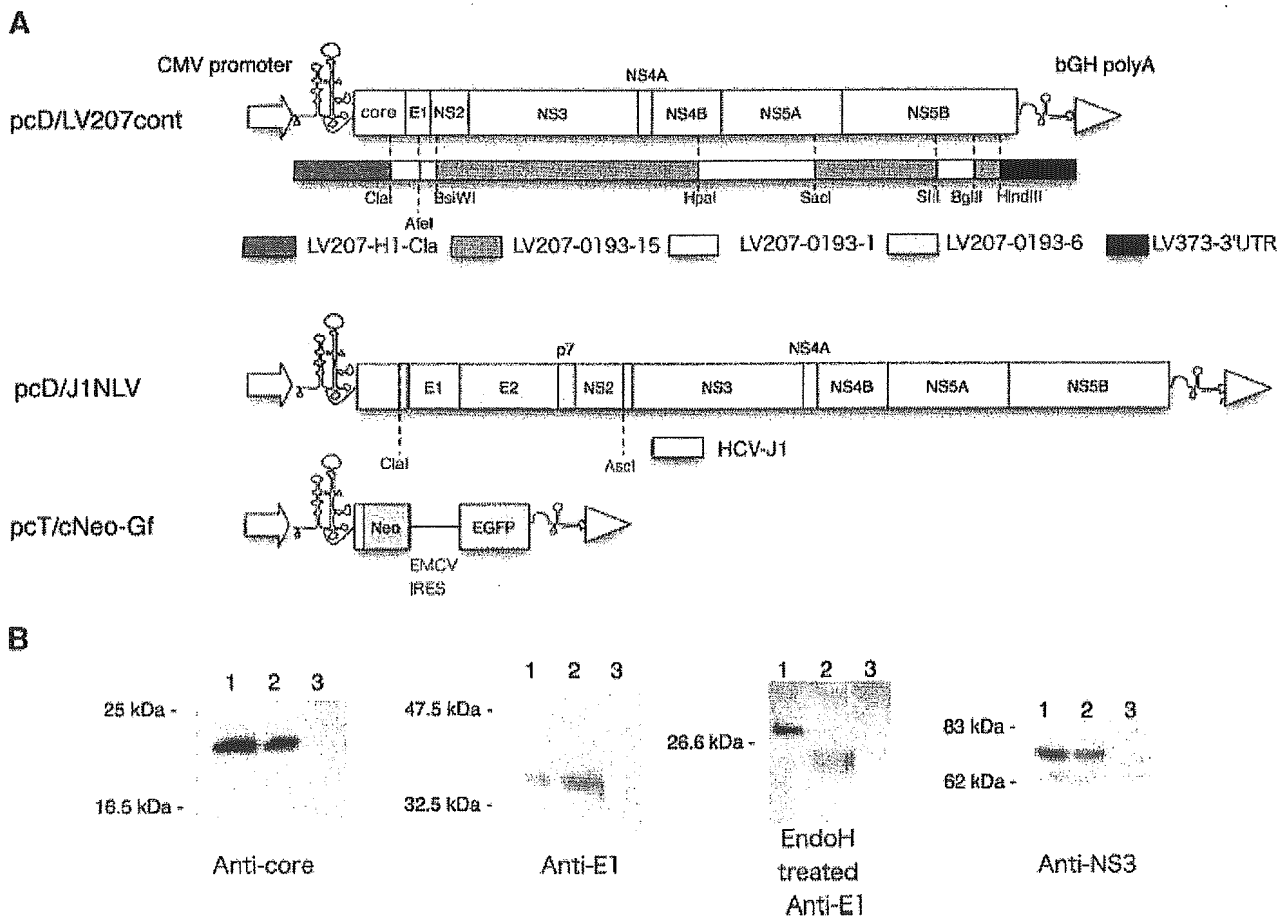 A
CMV promoter
NS4A
bGH polyA
pcD/LV207cont
core E1 NS2 NS3 NS4B NS5A NS5B
ClaI BsiWI HpaI SacI SfiI BglII HindIII
AfeI
LV207-H1-Cla LV207-0193-15 LV207-0193-1 LV207-0193-6 LV373-3'UTR
p7 NS4A
pcD/J1NLV
E1 E2 NS2 NS3 NS4B NS5A NS5B
ClaI AscI HCV-J1
pcT/cNeo-Gf
Neo EGFP
EMCV
IRES
B
1 2 3 1 2 3 1 2 3 1 2 3
25 kDa - 47.5 kDa - 26.6 kDa - 83 kDa -
16.5 kDa - 32.5 kDa - 62 kDa -
Anti-core Anti-E1 EndoH Anti-NS3
treated
Anti-E1